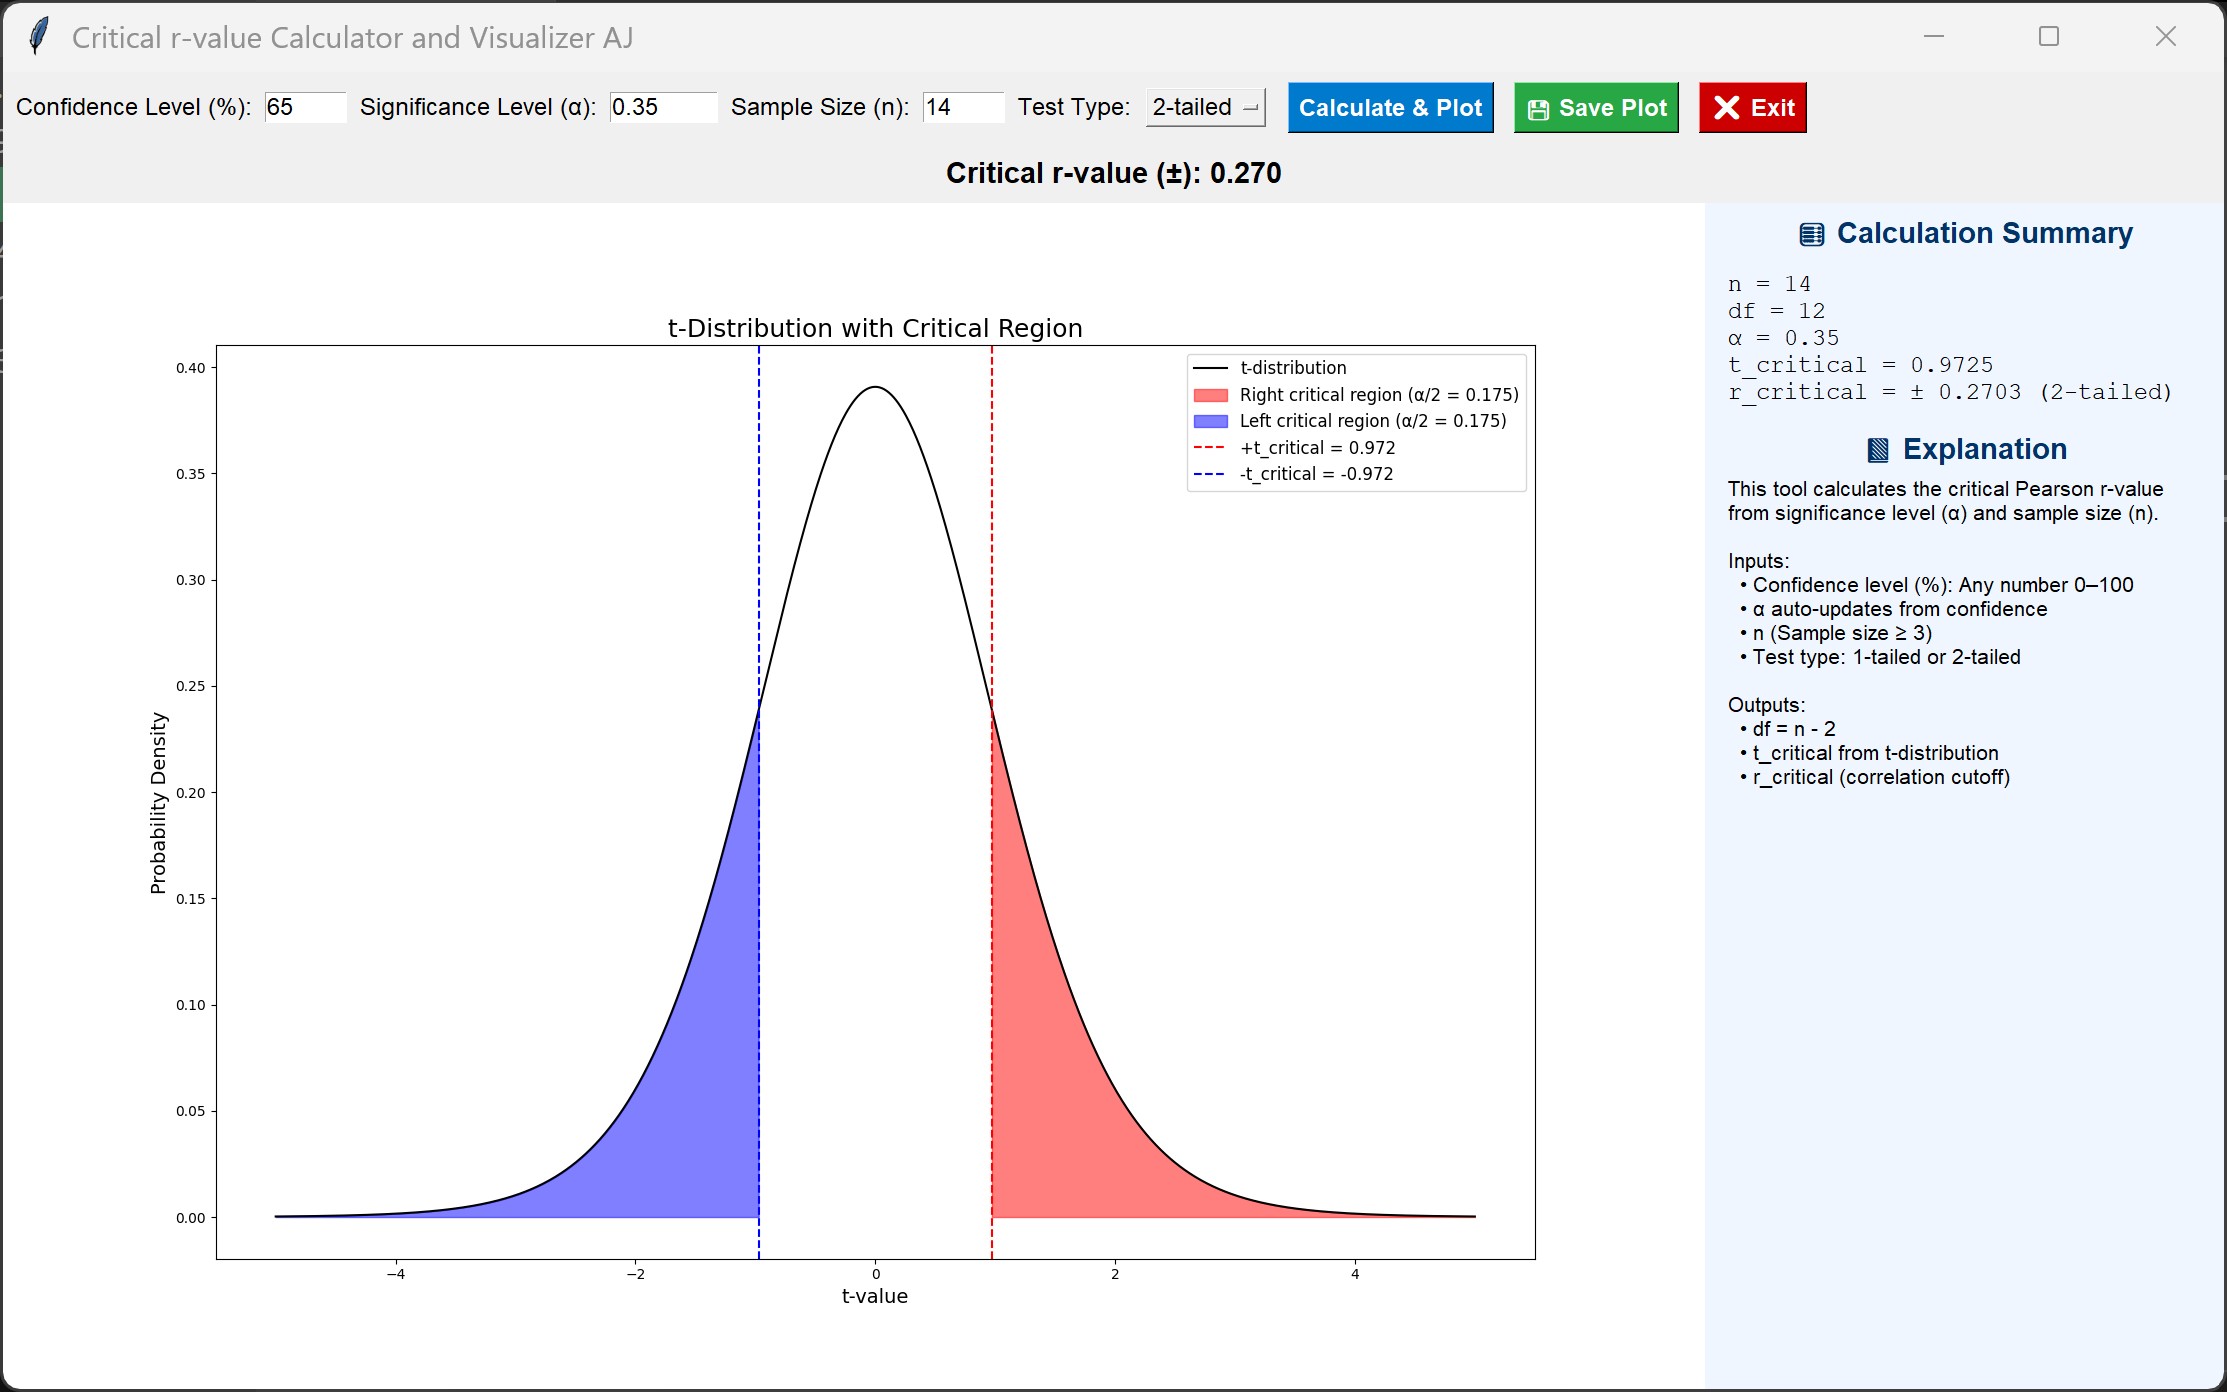 Critical r-value Calculator and Visualizer AJ
Confidence Level (%): 65 Significance Level (α): 0.35 Sample Size (n): 14 Test Type: 2-tailed Calculate & Plot Save Plot Exit
Critical r-value (±): 0.270
t-Distribution with Critical Region
0.40
0.35
0.30
0.25
0.20
0.15
0.10
0.05
0.00
Probability Density
−4 −2 0 2 4
t-value
t-distribution
Right critical region (α/2 = 0.175)
Left critical region (α/2 = 0.175)
+t_critical = 0.972
-t_critical = -0.972
Calculation Summary
n = 14
df = 12
α = 0.35
t_critical = 0.9725
r_critical = ± 0.2703 (2-tailed)
Explanation
This tool calculates the critical Pearson r-value
from significance level (α) and sample size (n).
Inputs:
• Confidence level (%): Any number 0–100
• α auto-updates from confidence
• n (Sample size ≥ 3)
• Test type: 1-tailed or 2-tailed
Outputs:
• df = n - 2
• t_critical from t-distribution
• r_critical (correlation cutoff)